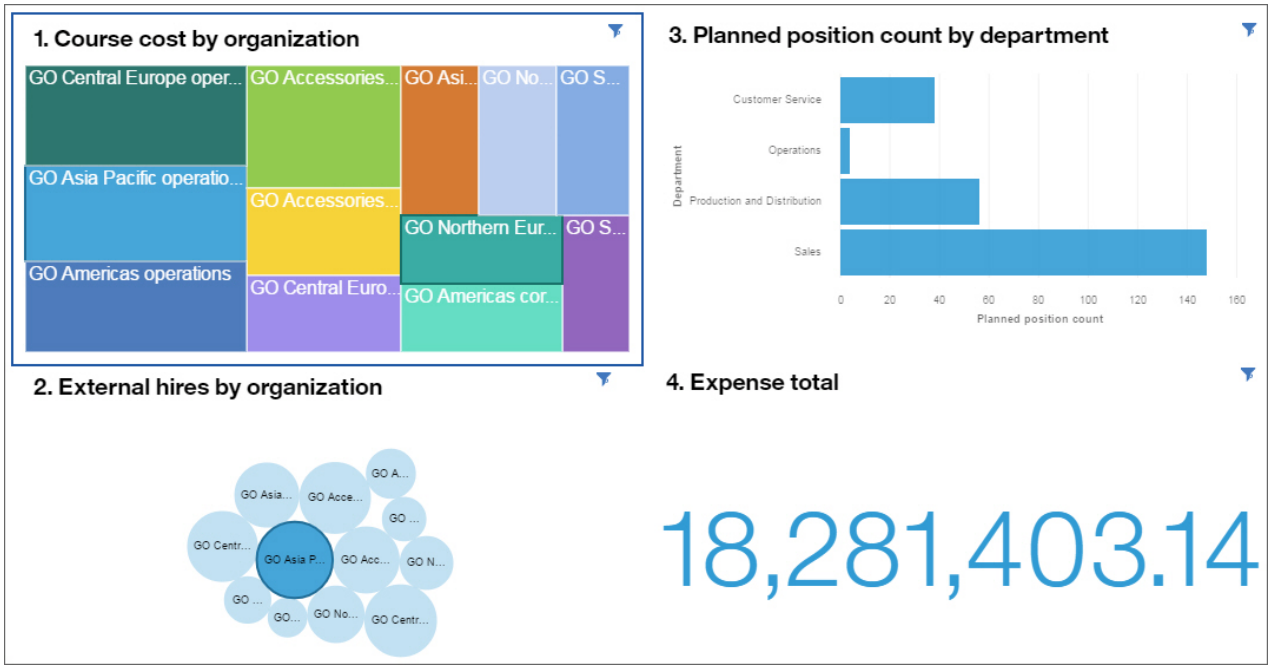 1. Course cost by organization
GO Central Europe oper...
GO Accessories...
GO Asi...
GO No...
GO S...
GO Asia Pacific operatio...
GO Accessories...
GO Northern Eur...
GO S...
GO Americas operations
GO Central Euro...
GO Americas cor...
2. External hires by organization
GO A...
GO Asia...
GO Acce...
GO ...
GO Centr...
GO Asia P...
GO Acc...
GO N...
GO ...
GO...
GO No...
GO Centr...
3. Planned position count by department
Department
Customer Service
Operations
Production and Distribution
Sales
0 20 40 60 80 100 120 140 160
Planned position count
4. Expense total
18,281,403.14